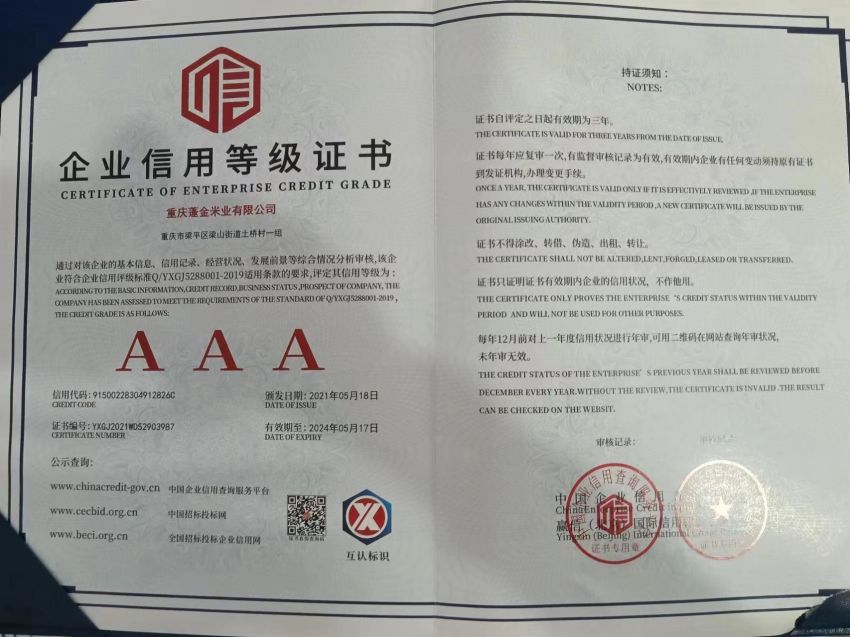 企业信用等级证书
CERTIFICATE OF ENTERPRISE CREDIT GRADE
重庆蓬金米业有限公司
重庆市梁平区梁山街道土桥村一组
通过对该企业的基本信息、信用记录、经营状况、发展前景等综合情况分析审核,该企
业符合企业信用评级标准Q/YXGJ5288001-2019适用条款的要求,评定其信用等级为:
ACCORDING TO THE BASIC INFORMATION,CREDIT RECORD,BUSINESS STATUS ,PROSPECT OF COMPANY, THE
COMPANY HAS BEEN ASSESSED TO MEET THE REQUIREMENTS OF THE STANDARD OF Q/YXGJ5288001-2019 ,
THE CREDIT GRADE IS AS FOLLOWS:
A A A
信用代码:91500228304912826C
CREDIT CODE
颁发日期:2021年05月18日
DATE OF ISSUE
证书编号:YXGJ2021WD52903987
CERTIFICATE NUMBER
有效期至:2024年05月17日
DATE OF EXPIRY
公示查询:
www.chinacredit-gov.cn 中国企业信用查询服务平台
www.cecbid.org.cn 中国招标投标网
www.beci.org.cn 全国招标投标企业信用网
互认标识
持证须知:
NOTES:
证书自评定之日起有效期为三年。
THE CERTIFICATE IS VALID FOR THREE YEARS FROM THE DATE OF ISSUE.
证书每年应复审一次,有监督审核记录为有效,有效期内企业有任何变动须持原有证书
到发证机构,办理变更手续。
ONCE A YEAR, THE CERTIFICATE IS VALID ONLY IF IT IS EFFECTIVELY REVIEWED ,IF THE ENTERPRISE
HAS ANY CHANGES WITHIN THE VALIDITY PERIOD ,A NEW CERTIFICATE WILL BE ISSUED BY THE
ORIGINAL ISSUING AUTHORITY.
证书不得涂改、转借、伪造、出租、转让。
THE CERTIFICATE SHALL NOT BE ALTERED,LENT,FORGED,LEASED OR TRANSFERRED.
证书只证明证书有效期内企业的信用状况，不作他用。
THE CERTIFICATE ONLY PROVES THE ENTERPRISE 'S CREDIT STATUS WITHIN THE VALIDITY
PERIOD AND WILL NOT BE USED FOR OTHER PURPOSES.
每年12月前对上一年度信用状况进行年审,可用二维码在网站查询年审状况,
未年审无效。
THE CREDIT STATUS OF THE ENTERPRISE'S PREVIOUS YEAR SHALL BE REVIEWED BEFORE
DECEMBER EVERY YEAR.WITHOUT THE REVIEW,THE CERTIFICATE IS INVALID .THE RESULT
CAN BE CHECKED ON THE WEBSIT.
审核记录:
中国企业信用
China Enterprise Credit
国际信用
Yingxin (Beijing) International
证书专用章